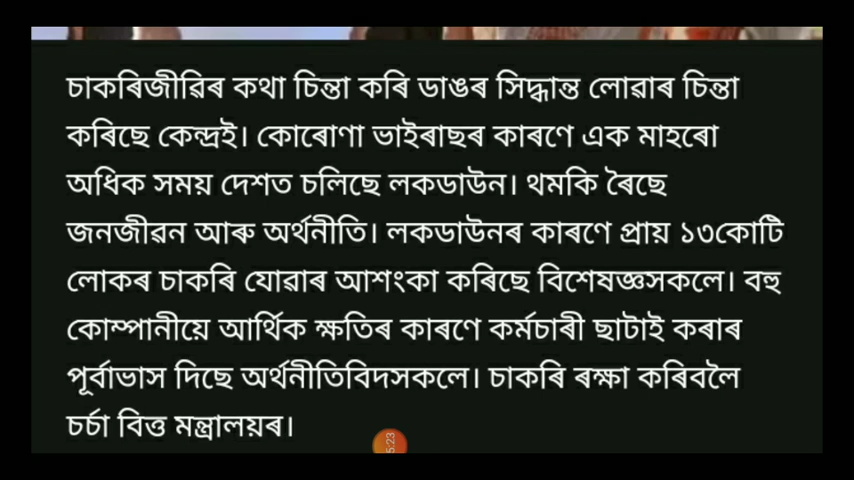 চাকৰিজীৱিৰ কথা চিন্তা কৰি ডাঙৰ সিদ্ধান্ত লোৱাৰ চিন্তা
কৰিছে কেন্দ্ৰই। কোৰোণা ভাইৰাছৰ কাৰণে এক মাহৰো
অধিক সময় দেশত চলিছে লকডাউন। থমকি ৰৈছে
জনজীৱন আৰু অৰ্থনীতি। লকডাউনৰ কাৰণে প্ৰায় ১৩কোটি
লোকৰ চাকৰি যোৱাৰ আশংকা কৰিছে বিশেষজ্ঞসকলে। বহু
কোম্পানীয়ে আৰ্থিক ক্ষতিৰ কাৰণে কৰ্মচাৰী ছাটাই কৰাৰ
পূৰ্বাভাস দিছে অৰ্থনীতিবিদসকলে। চাকৰি ৰক্ষা কৰিবলৈ
চৰ্চা বিত্ত মন্ত্ৰালয়ৰ।
5:23